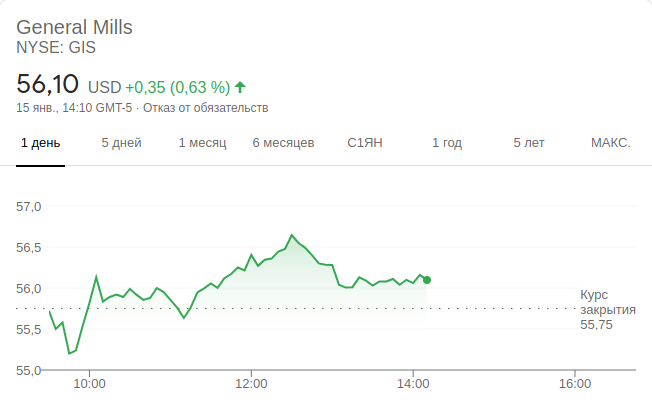 General Mills
NYSE: GIS
56,10 USD +0,35 (0,63 %)
15 янв., 14:10 GMT-5 · Отказ от обязательств
1 день 5 дней 1 месяц 6 месяцев С1ЯН 1 год 5 лет МАКС.
57,0
56,5
56,0
55,5
55,0
Курс
закрытия
55,75
10:00 12:00 14:00 16:00